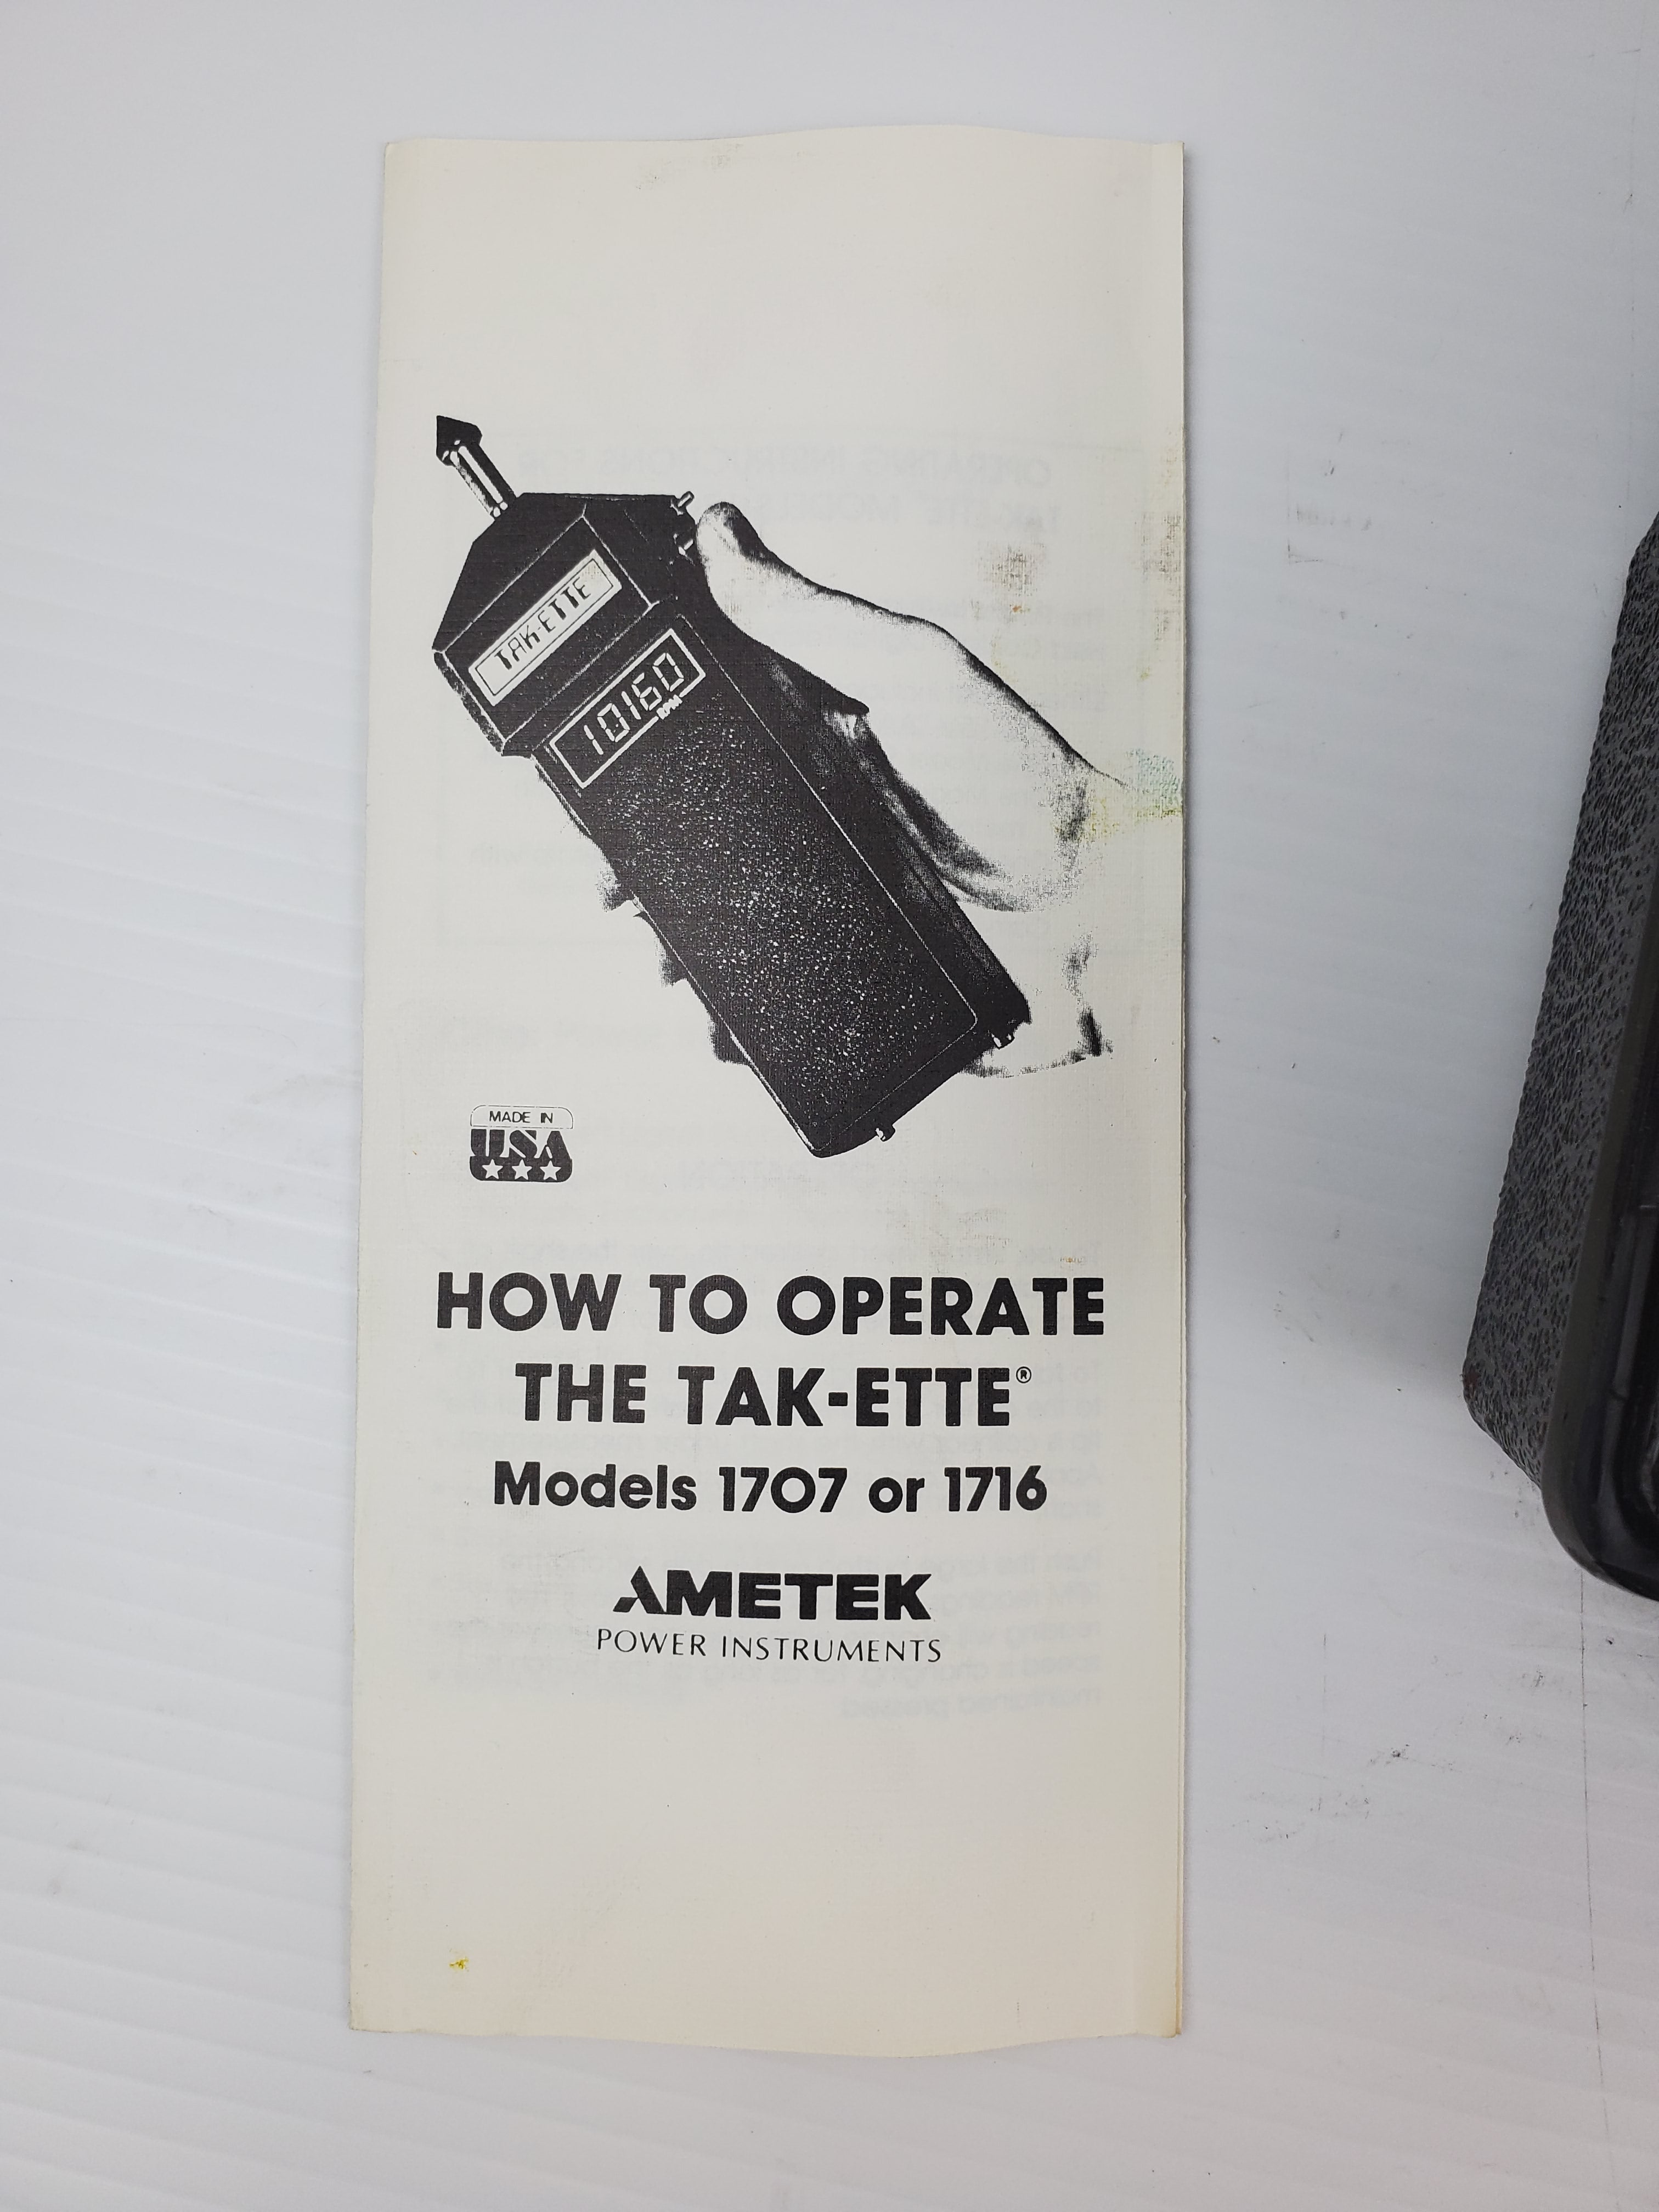 TAK-ETTE
10160
RPM
MADE IN
USA
HOW TO OPERATE
THE TAK-ETTE®
Models 1707 or 1716
AMETEK
POWER INSTRUMENTS